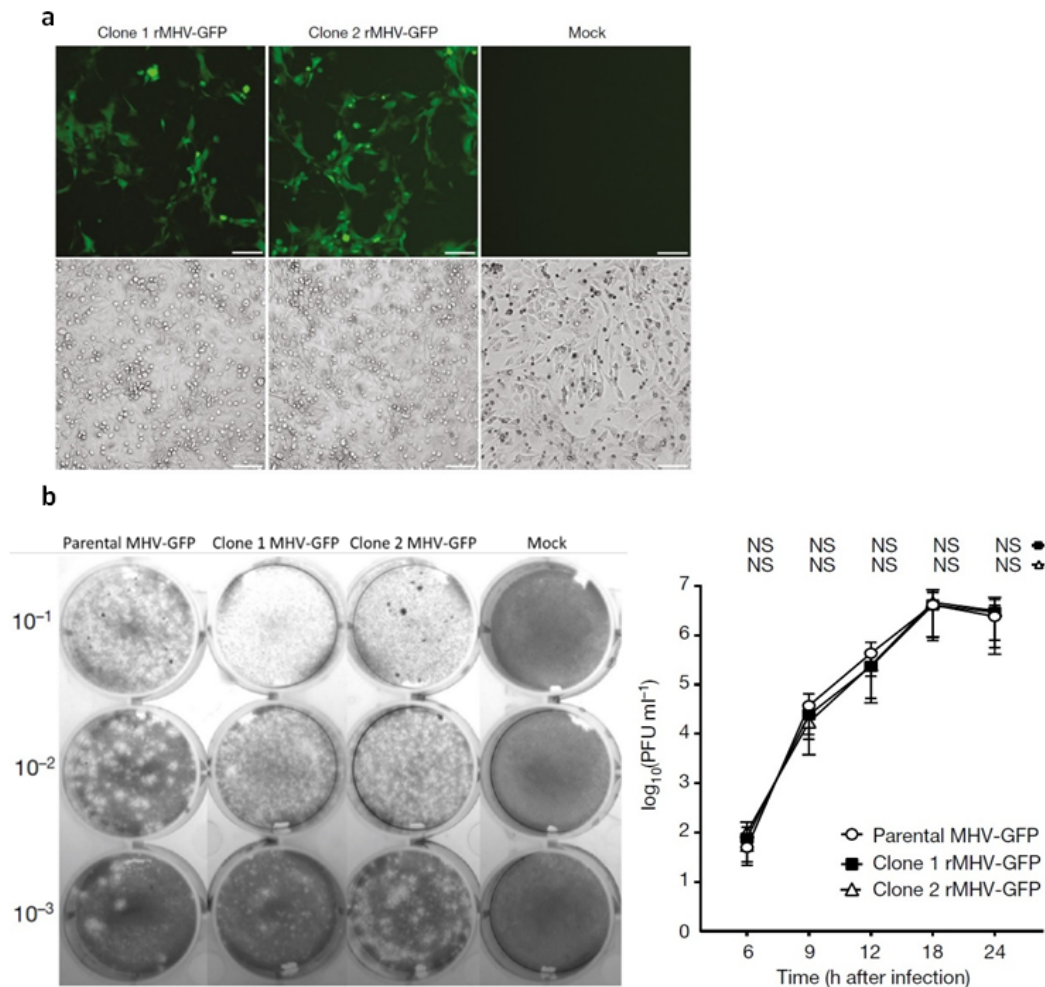 a
Clone 1 rMHV-GFP Clone 2 rMHV-GFP Mock
b
Parental MHV-GFP Clone 1 MHV-GFP Clone 2 MHV-GFP Mock
10⁻¹
10⁻²
10⁻³
NS NS NS NS NS
NS NS NS NS NS
7
6
5
4
3
2
1
0
log₁₀(PFU ml⁻¹)
Parental MHV-GFP
Clone 1 rMHV-GFP
Clone 2 rMHV-GFP
6 9 12 18 24
Time (h after infection)